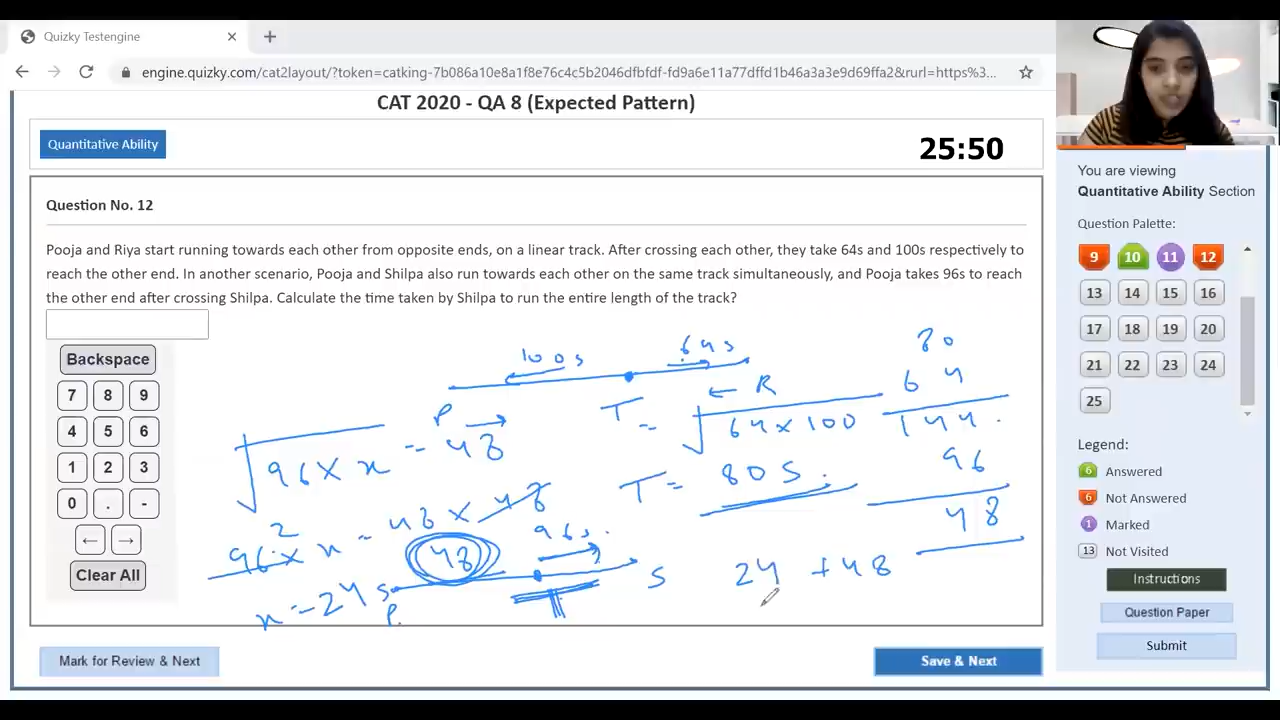 Quizky Testengine
engine.quizky.com/cat2layout/?token=catking-7b086a10e8a1f8e76c4c5b2046dfbfdf-fd9a6e11a77dffd1b46a3a3e9d69ffa2&rurl=https%3...
CAT 2020 - QA 8 (Expected Pattern)
Quantitative Ability
25:50
Question No. 12
Pooja and Riya start running towards each other from opposite ends, on a linear track. After crossing each other, they take 64s and 100s respectively to
reach the other end. In another scenario, Pooja and Shilpa also run towards each other on the same track simultaneously, and Pooja takes 96s to reach
the other end after crossing Shilpa. Calculate the time taken by Shilpa to run the entire length of the track?
Backspace
7 8 9
4 5 6
1 2 3
0 . -
← →
Clear All
100s 64s
P → ← R
T = √64×100
T = 80 s.
80
64
144
96
48
√96×x = 48
96×x = 48×48
2
x = 24 s
48
96s
P S
T
24 + 48
Mark for Review & Next
Save & Next
You are viewing
Quantitative Ability Section
Question Palette:
9 10 11 12
13 14 15 16
17 18 19 20
21 22 23 24
25
Legend:
6 Answered
6 Not Answered
1 Marked
13 Not Visited
Instructions
Question Paper
Submit